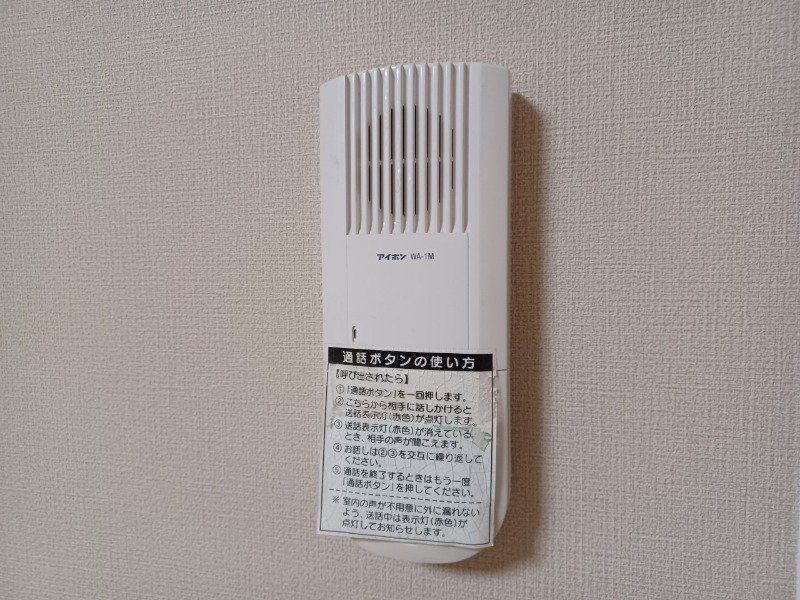 アイホン WA-1M
通話ボタンの使い方
【呼び出されたら】
①「通話ボタン」を一回押します。
②こちらから相手に話しかけると
送話表示灯(赤色)が点灯します。
③送話表示灯(赤色)が消えている
とき、相手の声が聞こえます。
④お話しは②③を交互に繰り返して
ください。
⑤通話を終了するときはもう一度
「通話ボタン」を押してください。
※ 室内の声が不用意に外に漏れない
よう、送話中は表示灯(赤色)が
点灯してお知らせします。